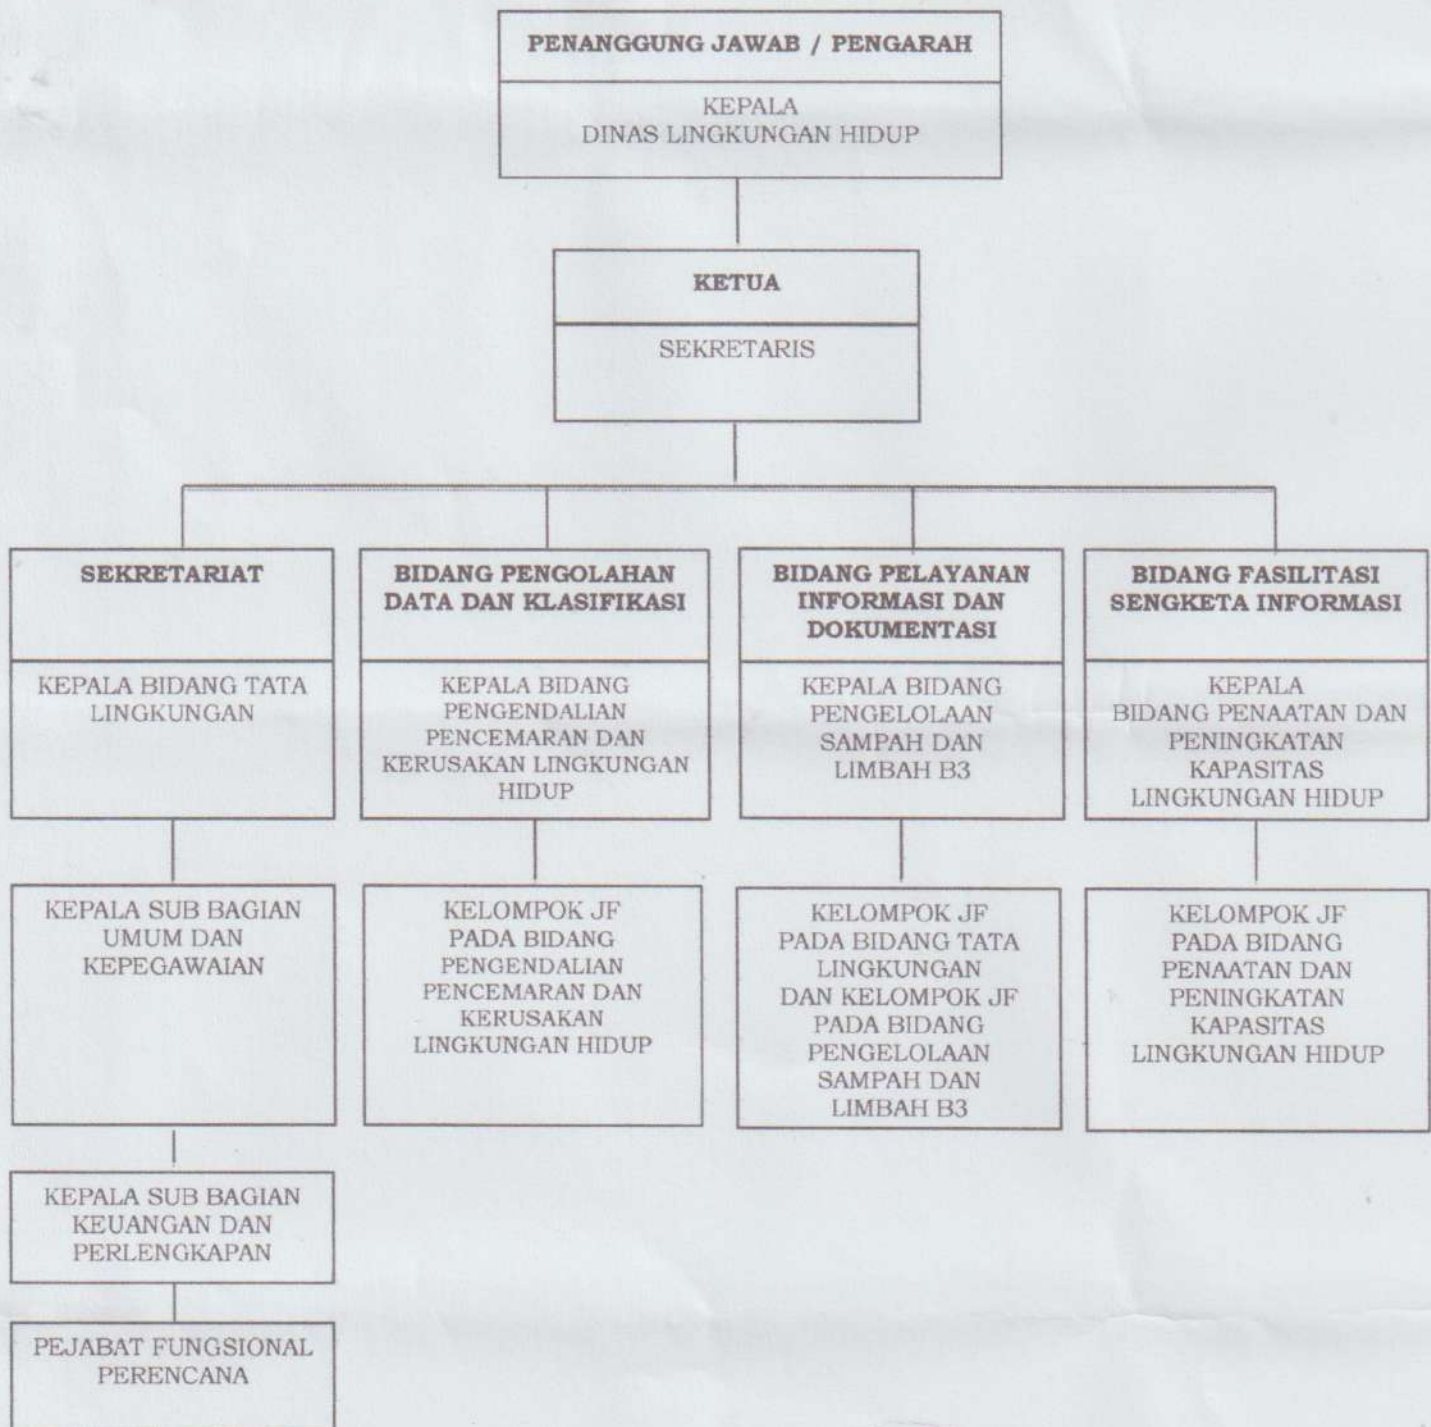 PENANGGUNG JAWAB / PENGARAH
KEPALA
DINAS LINGKUNGAN HIDUP
KETUA
SEKRETARIS
SEKRETARIAT
KEPALA BIDANG TATA
LINGKUNGAN
BIDANG PENGOLAHAN
DATA DAN KLASIFIKASI
KEPALA BIDANG
PENGENDALIAN
PENCEMARAN DAN
KERUSAKAN LINGKUNGAN
HIDUP
BIDANG PELAYANAN
INFORMASI DAN
DOKUMENTASI
KEPALA BIDANG
PENGELOLAAN
SAMPAH DAN
LIMBAH B3
BIDANG FASILITASI
SENGKETA INFORMASI
KEPALA
BIDANG PENAATAN DAN
PENINGKATAN
KAPASITAS
LINGKUNGAN HIDUP
KEPALA SUB BAGIAN
UMUM DAN
KEPEGAWAIAN
KELOMPOK JF
PADA BIDANG
PENGENDALIAN
PENCEMARAN DAN
KERUSAKAN
LINGKUNGAN HIDUP
KELOMPOK JF
PADA BIDANG TATA
LINGKUNGAN
DAN KELOMPOK JF
PADA BIDANG
PENGELOLAAN
SAMPAH DAN
LIMBAH B3
KELOMPOK JF
PADA BIDANG
PENAATAN DAN
PENINGKATAN
KAPASITAS
LINGKUNGAN HIDUP
KEPALA SUB BAGIAN
KEUANGAN DAN
PERLENGKAPAN
PEJABAT FUNGSIONAL
PERENCANA